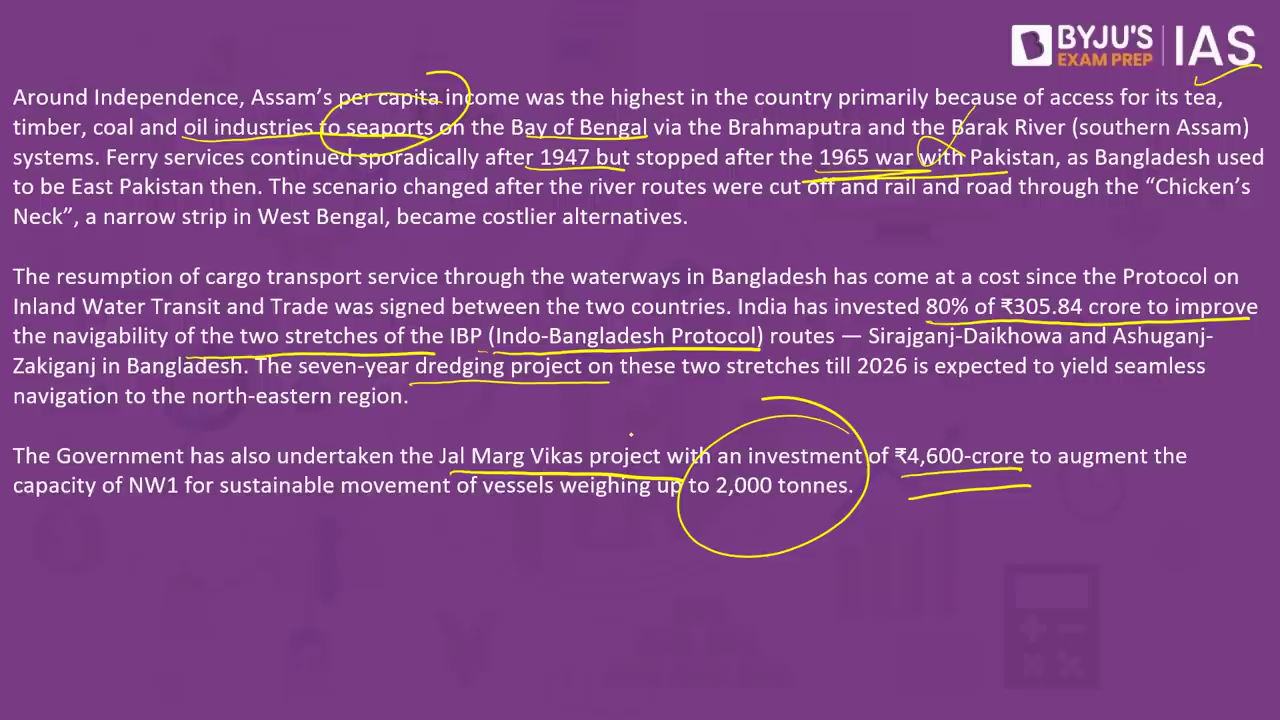 BYJU'S
EXAM PREP
IAS
Around Independence, Assam's per capita income was the highest in the country primarily because of access for its tea,
timber, coal and oil industries to seaports on the Bay of Bengal via the Brahmaputra and the Barak River (southern Assam)
systems. Ferry services continued sporadically after 1947 but stopped after the 1965 war with Pakistan, as Bangladesh used
to be East Pakistan then. The scenario changed after the river routes were cut off and rail and road through the “Chicken's
Neck”, a narrow strip in West Bengal, became costlier alternatives.
The resumption of cargo transport service through the waterways in Bangladesh has come at a cost since the Protocol on
Inland Water Transit and Trade was signed between the two countries. India has invested 80% of ₹305.84 crore to improve
the navigability of the two stretches of the IBP (Indo-Bangladesh Protocol) routes — Sirajganj-Daikhowa and Ashuganj-
Zakiganj in Bangladesh. The seven-year dredging project on these two stretches till 2026 is expected to yield seamless
navigation to the north-eastern region.
The Government has also undertaken the Jal Marg Vikas project with an investment of ₹4,600-crore to augment the
capacity of NW1 for sustainable movement of vessels weighing up to 2,000 tonnes.